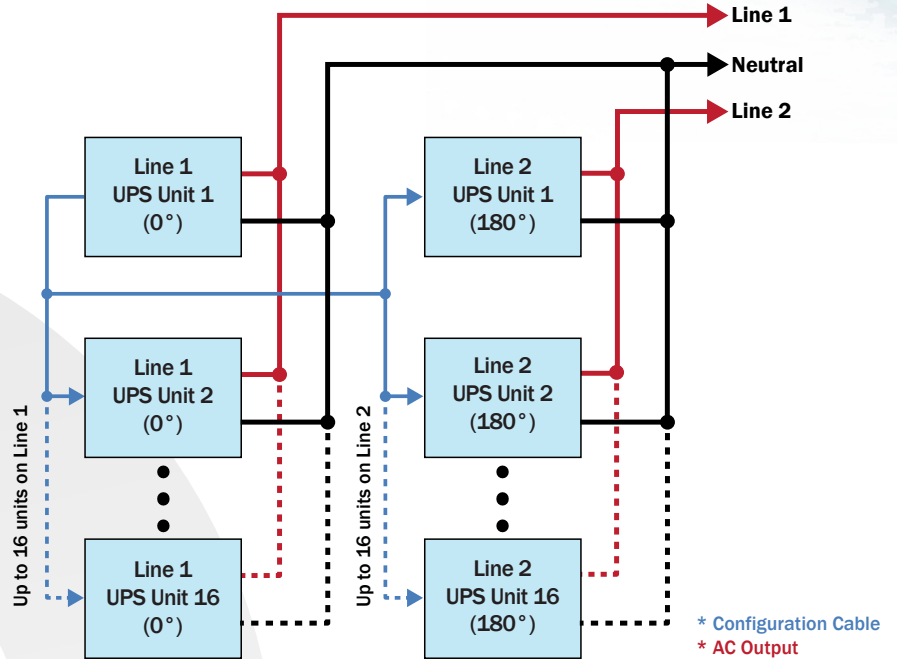 Line 1
Neutral
Line 2
Line 1
UPS Unit 1
(0°)
Line 2
UPS Unit 1
(180°)
Line 1
UPS Unit 2
(0°)
Line 2
UPS Unit 2
(180°)
Up to 16 units on Line 1
Up to 16 units on Line 2
Line 1
UPS Unit 16
(0°)
Line 2
UPS Unit 16
(180°)
* Configuration Cable
* AC Output